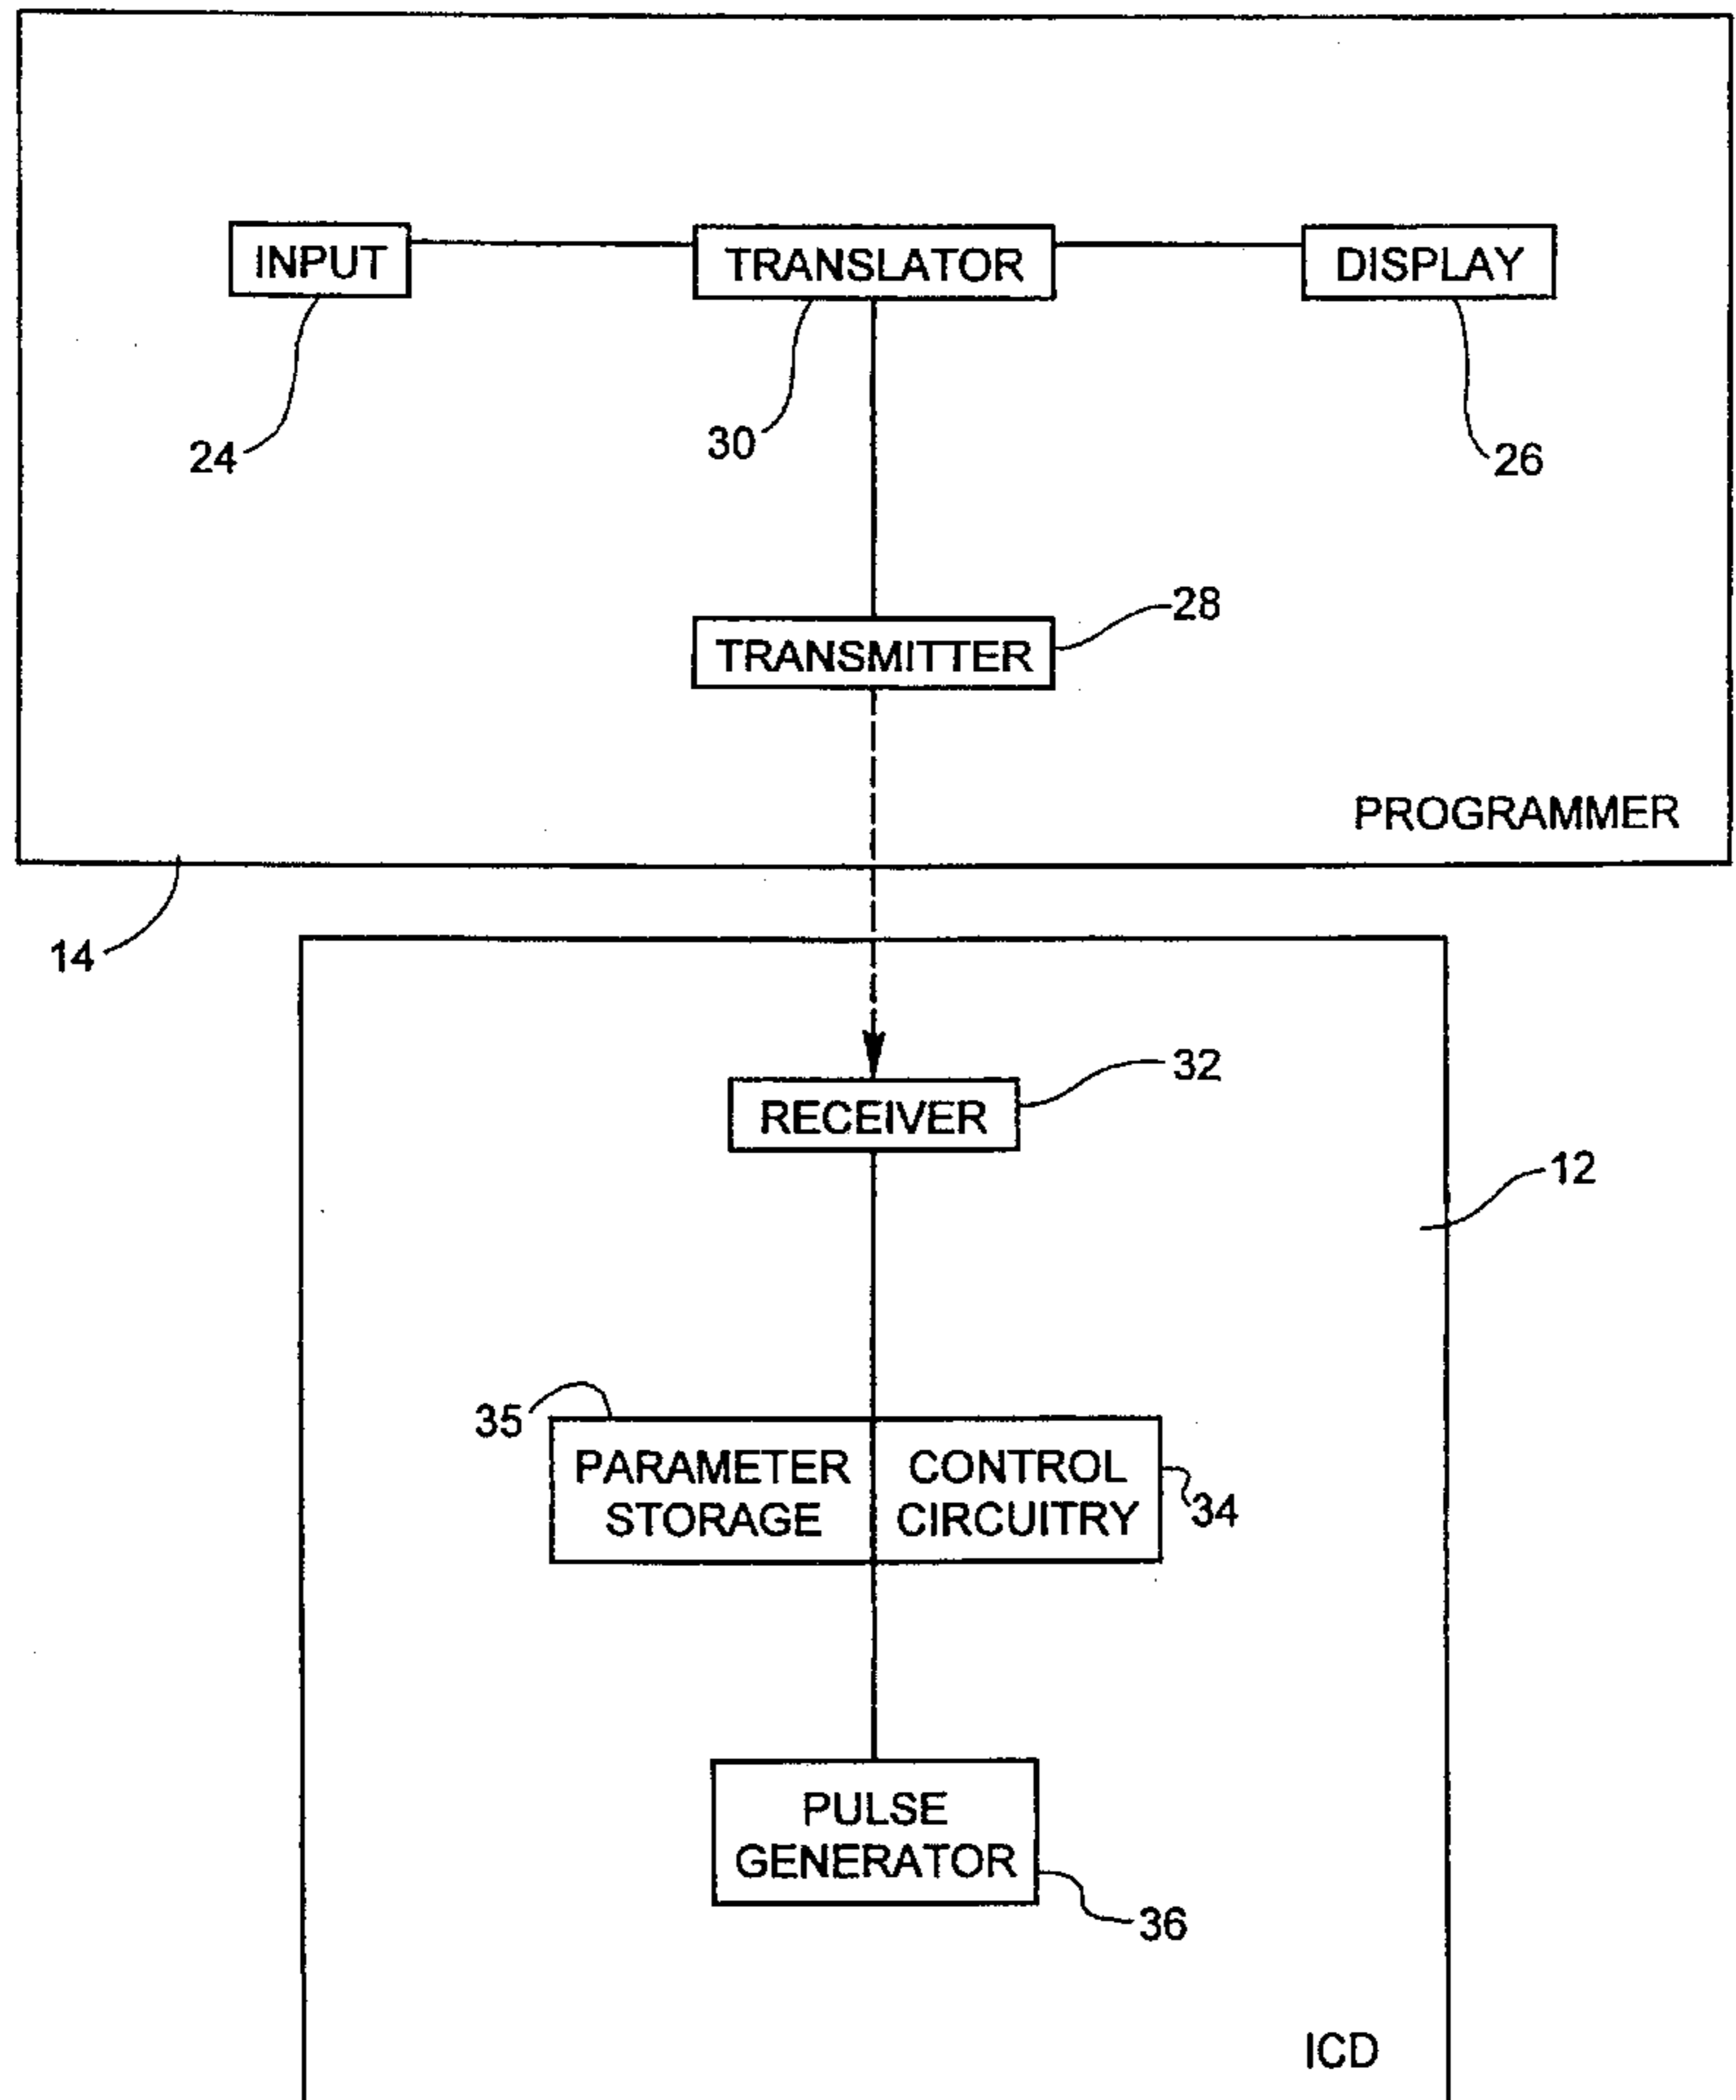 INPUT
TRANSLATOR
DISPLAY
24
30
26
28
TRANSMITTER
PROGRAMMER
14
32
RECEIVER
12
35
PARAMETER
STORAGE
CONTROL
CIRCUITRY
34
PULSE
GENERATOR
36
ICD